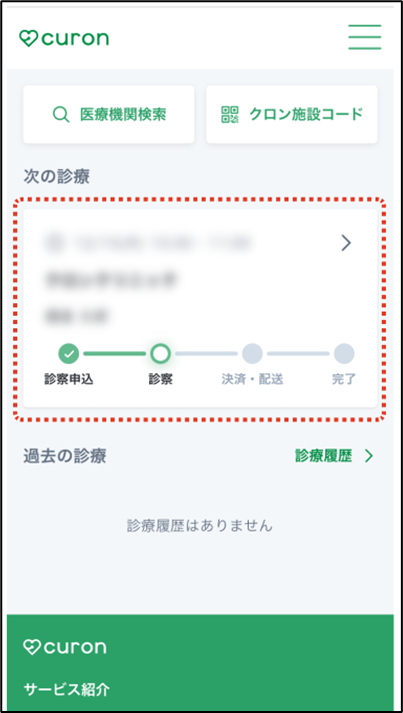 curon
医療機関検索
クロン施設コード
次の診療
診察申込
診察
決済・配送
完了
過去の診療
診療履歴
診療履歴はありません
curon
サービス紹介